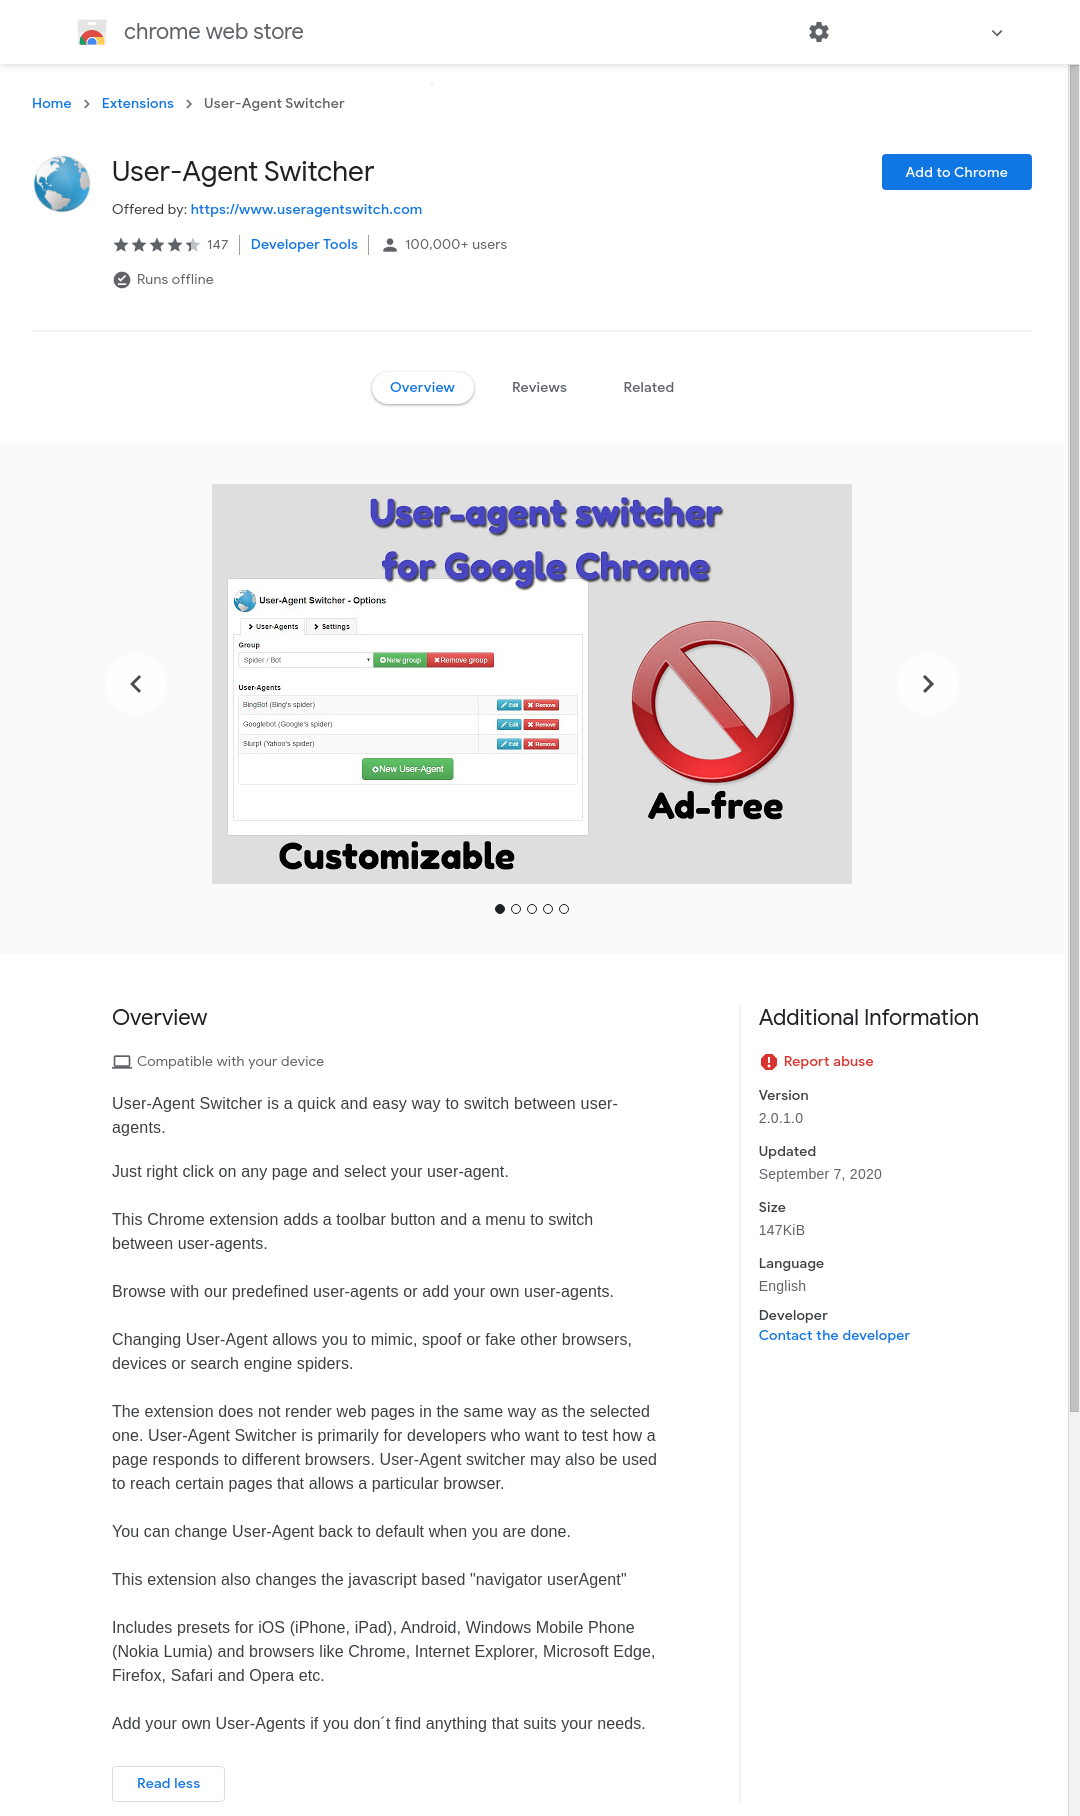 chrome web store
Home > Extensions > User-Agent Switcher
User-Agent Switcher
Add to Chrome
Offered by: https://www.useragentswitch.com
147 Developer Tools 100,000+ users
Runs offline
Overview Reviews Related
User-agent switcher
for Google Chrome
User-Agent Switcher - Options
User-Agents Settings
Group
Spider / Bot New group Remove group
User-Agents
BingBot (Bing's spider) Edit Remove
Googlebot (Google's spider) Edit Remove
Slurp! (Yahoo's spider) Edit Remove
New User-Agent
Ad-free
Customizable
Overview
Compatible with your device
User-Agent Switcher is a quick and easy way to switch between user-
agents.
Just right click on any page and select your user-agent.
This Chrome extension adds a toolbar button and a menu to switch
between user-agents.
Browse with our predefined user-agents or add your own user-agents.
Changing User-Agent allows you to mimic, spoof or fake other browsers,
devices or search engine spiders.
The extension does not render web pages in the same way as the selected
one. User-Agent Switcher is primarily for developers who want to test how a
page responds to different browsers. User-Agent switcher may also be used
to reach certain pages that allows a particular browser.
You can change User-Agent back to default when you are done.
This extension also changes the javascript based "navigator userAgent"
Includes presets for iOS (iPhone, iPad), Android, Windows Mobile Phone
(Nokia Lumia) and browsers like Chrome, Internet Explorer, Microsoft Edge,
Firefox, Safari and Opera etc.
Add your own User-Agents if you don´t find anything that suits your needs.
Read less
Additional Information
Report abuse
Version
2.0.1.0
Updated
September 7, 2020
Size
147KiB
Language
English
Developer
Contact the developer